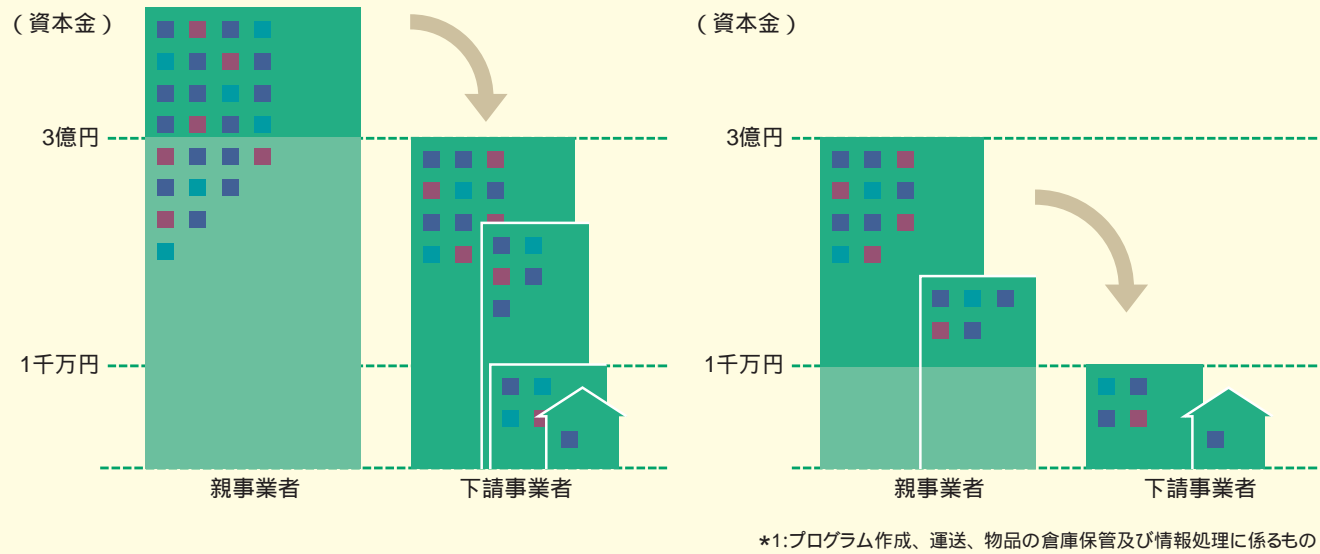 （資本金）
3億円
1千万円
親事業者
下請事業者
（資本金）
3億円
1千万円
親事業者
下請事業者
*1:プログラム作成、運送、物品の倉庫保管及び情報処理に係るもの